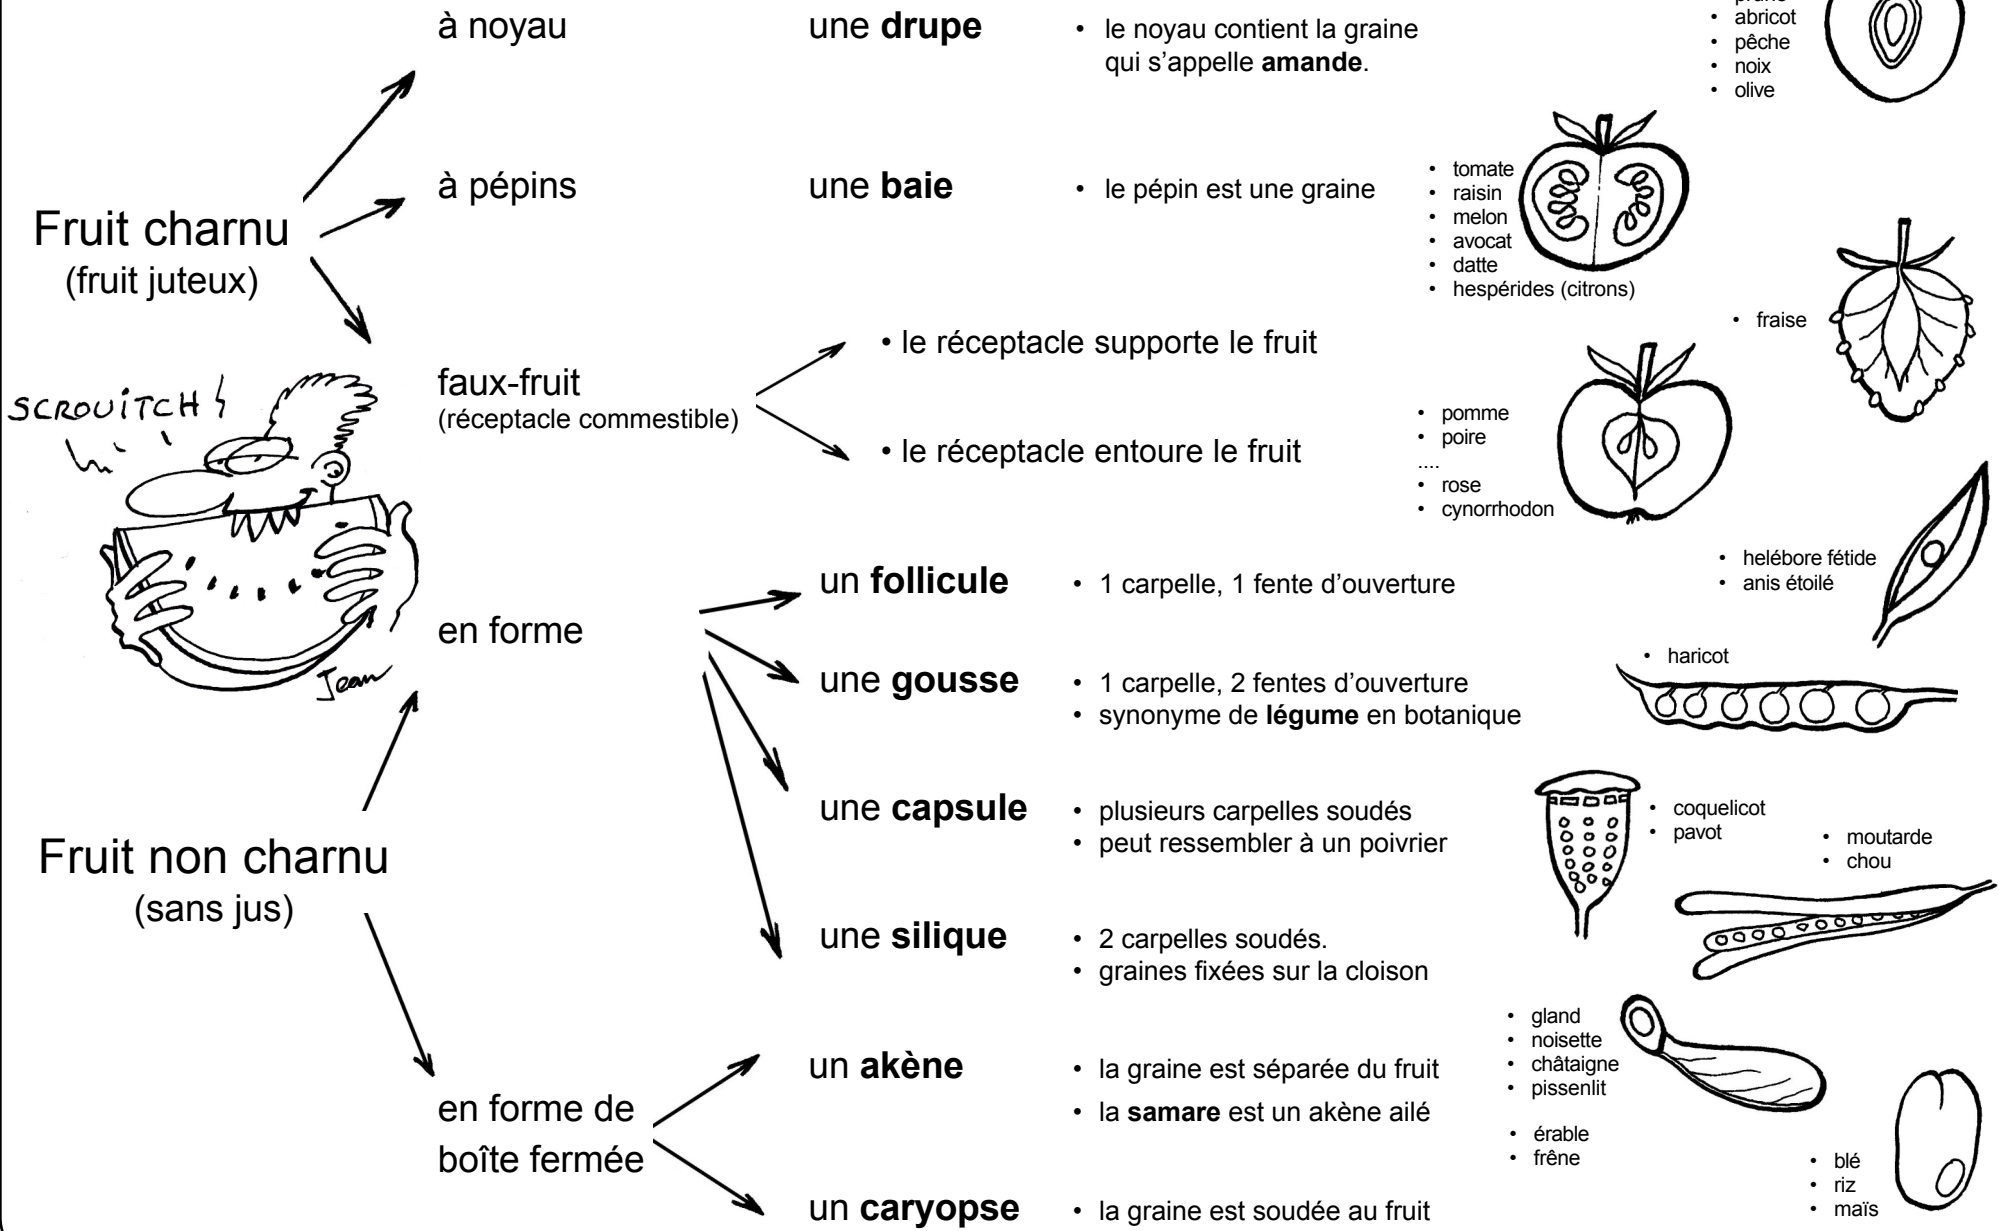 prune
à noyau
une drupe
• le noyau contient la graine
qui s'appelle amande.
• abricot
• pêche
• noix
• olive
Fruit charnu
(fruit juteux)
à pépins
une baie
• le pépin est une graine
• tomate
• raisin
• melon
• avocat
• datte
• hespérides (citrons)
faux-fruit
(réceptacle commestible)
• le réceptacle supporte le fruit
• fraise
• le réceptacle entoure le fruit
• pomme
• poire
....
• rose
• cynorrhodon
SCROUITCH
Jean
Fruit non charnu
(sans jus)
en forme
un follicule
• 1 carpelle, 1 fente d'ouverture
• helébore fétide
• anis étoilé
une gousse
• 1 carpelle, 2 fentes d'ouverture
• synonyme de légume en botanique
• haricot
une capsule
• plusieurs carpelles soudés
• peut ressembler à un poivrier
• coquelicot
• pavot
une silique
• 2 carpelles soudés.
• graines fixées sur la cloison
• moutarde
• chou
en forme de
boîte fermée
un akène
• la graine est séparée du fruit
• la samare est un akène ailé
• gland
• noisette
• châtaigne
• pissenlit
• érable
• frêne
un caryopse
• la graine est soudée au fruit
• blé
• riz
• maïs